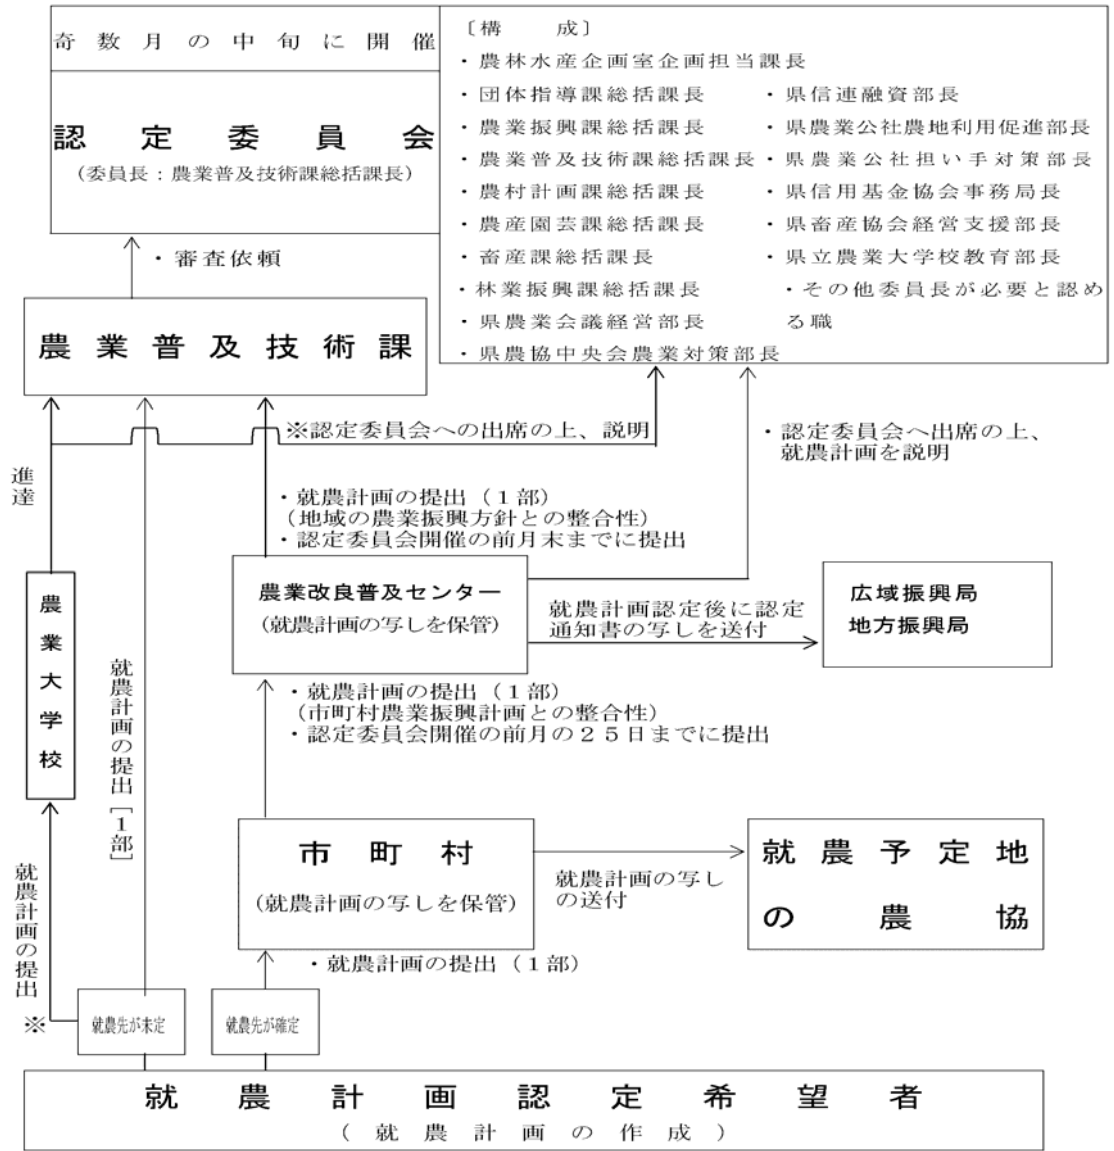 奇数月の中旬に開催
認定委員会
(委員長:農業普及技術課総括課長)
〔構　　成〕
・農林水産企画室企画担当課長
・団体指導課総括課長
・農業振興課総括課長
・農業普及技術課総括課長
・農村計画課総括課長
・農産園芸課総括課長
・畜産課総括課長
・林業振興課総括課長
・県農業会議経営部長
・県農協中央会農業対策部長
・県信連融資部長
・県農業公社農地利用促進部長
・県農業公社担い手対策部長
・県信用基金協会事務局長
・県畜産協会経営支援部長
・県立農業大学校教育部長
・その他委員長が必要と認め
る職
・審査依頼
農業普及技術課
※認定委員会への出席の上、説明
・認定委員会へ出席の上、
就農計画を説明
進達
・就農計画の提出(1部)
(地域の農業振興方針との整合性)
・認定委員会開催の前月末までに提出
農業大学校
農業改良普及センター
(就農計画の写しを保管)
就農計画認定後に認定
通知書の写しを送付
広域振興局
地方振興局
就農計画の提出[1部]
・就農計画の提出(1部)
(市町村農業振興計画との整合性)
・認定委員会開催の前月の25日までに提出
市町村
(就農計画の写しを保管)
就農計画の写し
の送付
就農予定地
の農協
就農計画の提出
※
・就農計画の提出(1部)
就農先が未定
就農先が確定
就農計画認定希望者
(就農計画の作成)